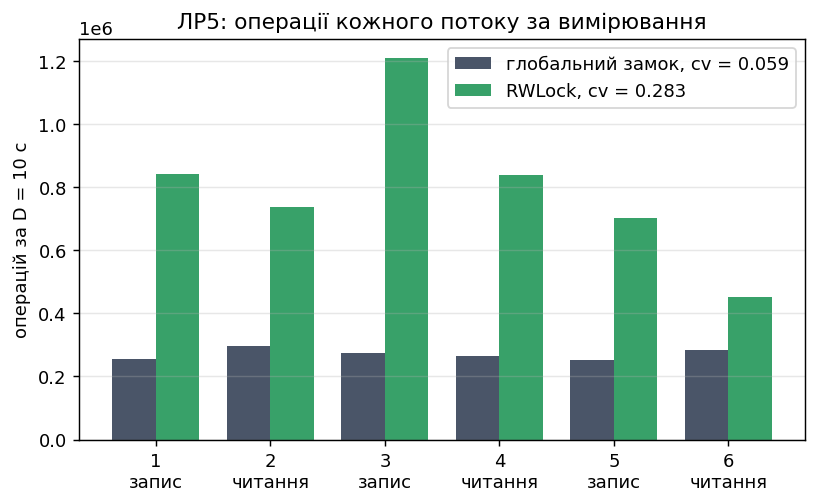 ЛР5: операції кожного потоку за вимірювання
1e6
глобальний замок, cv = 0.059
RWLock, cv = 0.283
операцій за D = 10 с
1.2
1.0
0.8
0.6
0.4
0.2
0.0
1 2 3 4 5 6
запис читання запис читання запис читання